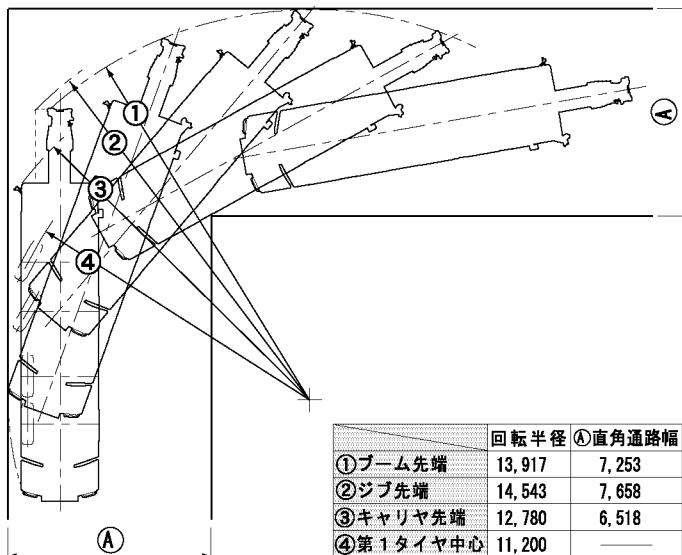 ①
②
③
④
Ⓐ
Ⓐ
回転半径 Ⓐ直角通路幅
①ブーム先端 13,917 7,253
②ジブ先端 14,543 7,658
③キャリヤ先端 12,780 6,518
④第1タイヤ中心 11,200 ——